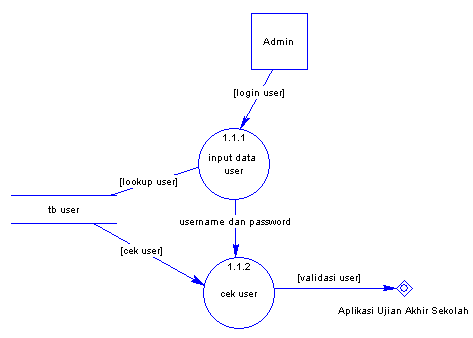 Admin
[login user]
1.1.1
input data
user
[lookup user]
tb user
username dan password
[cek user]
1.1.2
cek user
[validasi user]
Aplikasi Ujian Akhir Sekolah